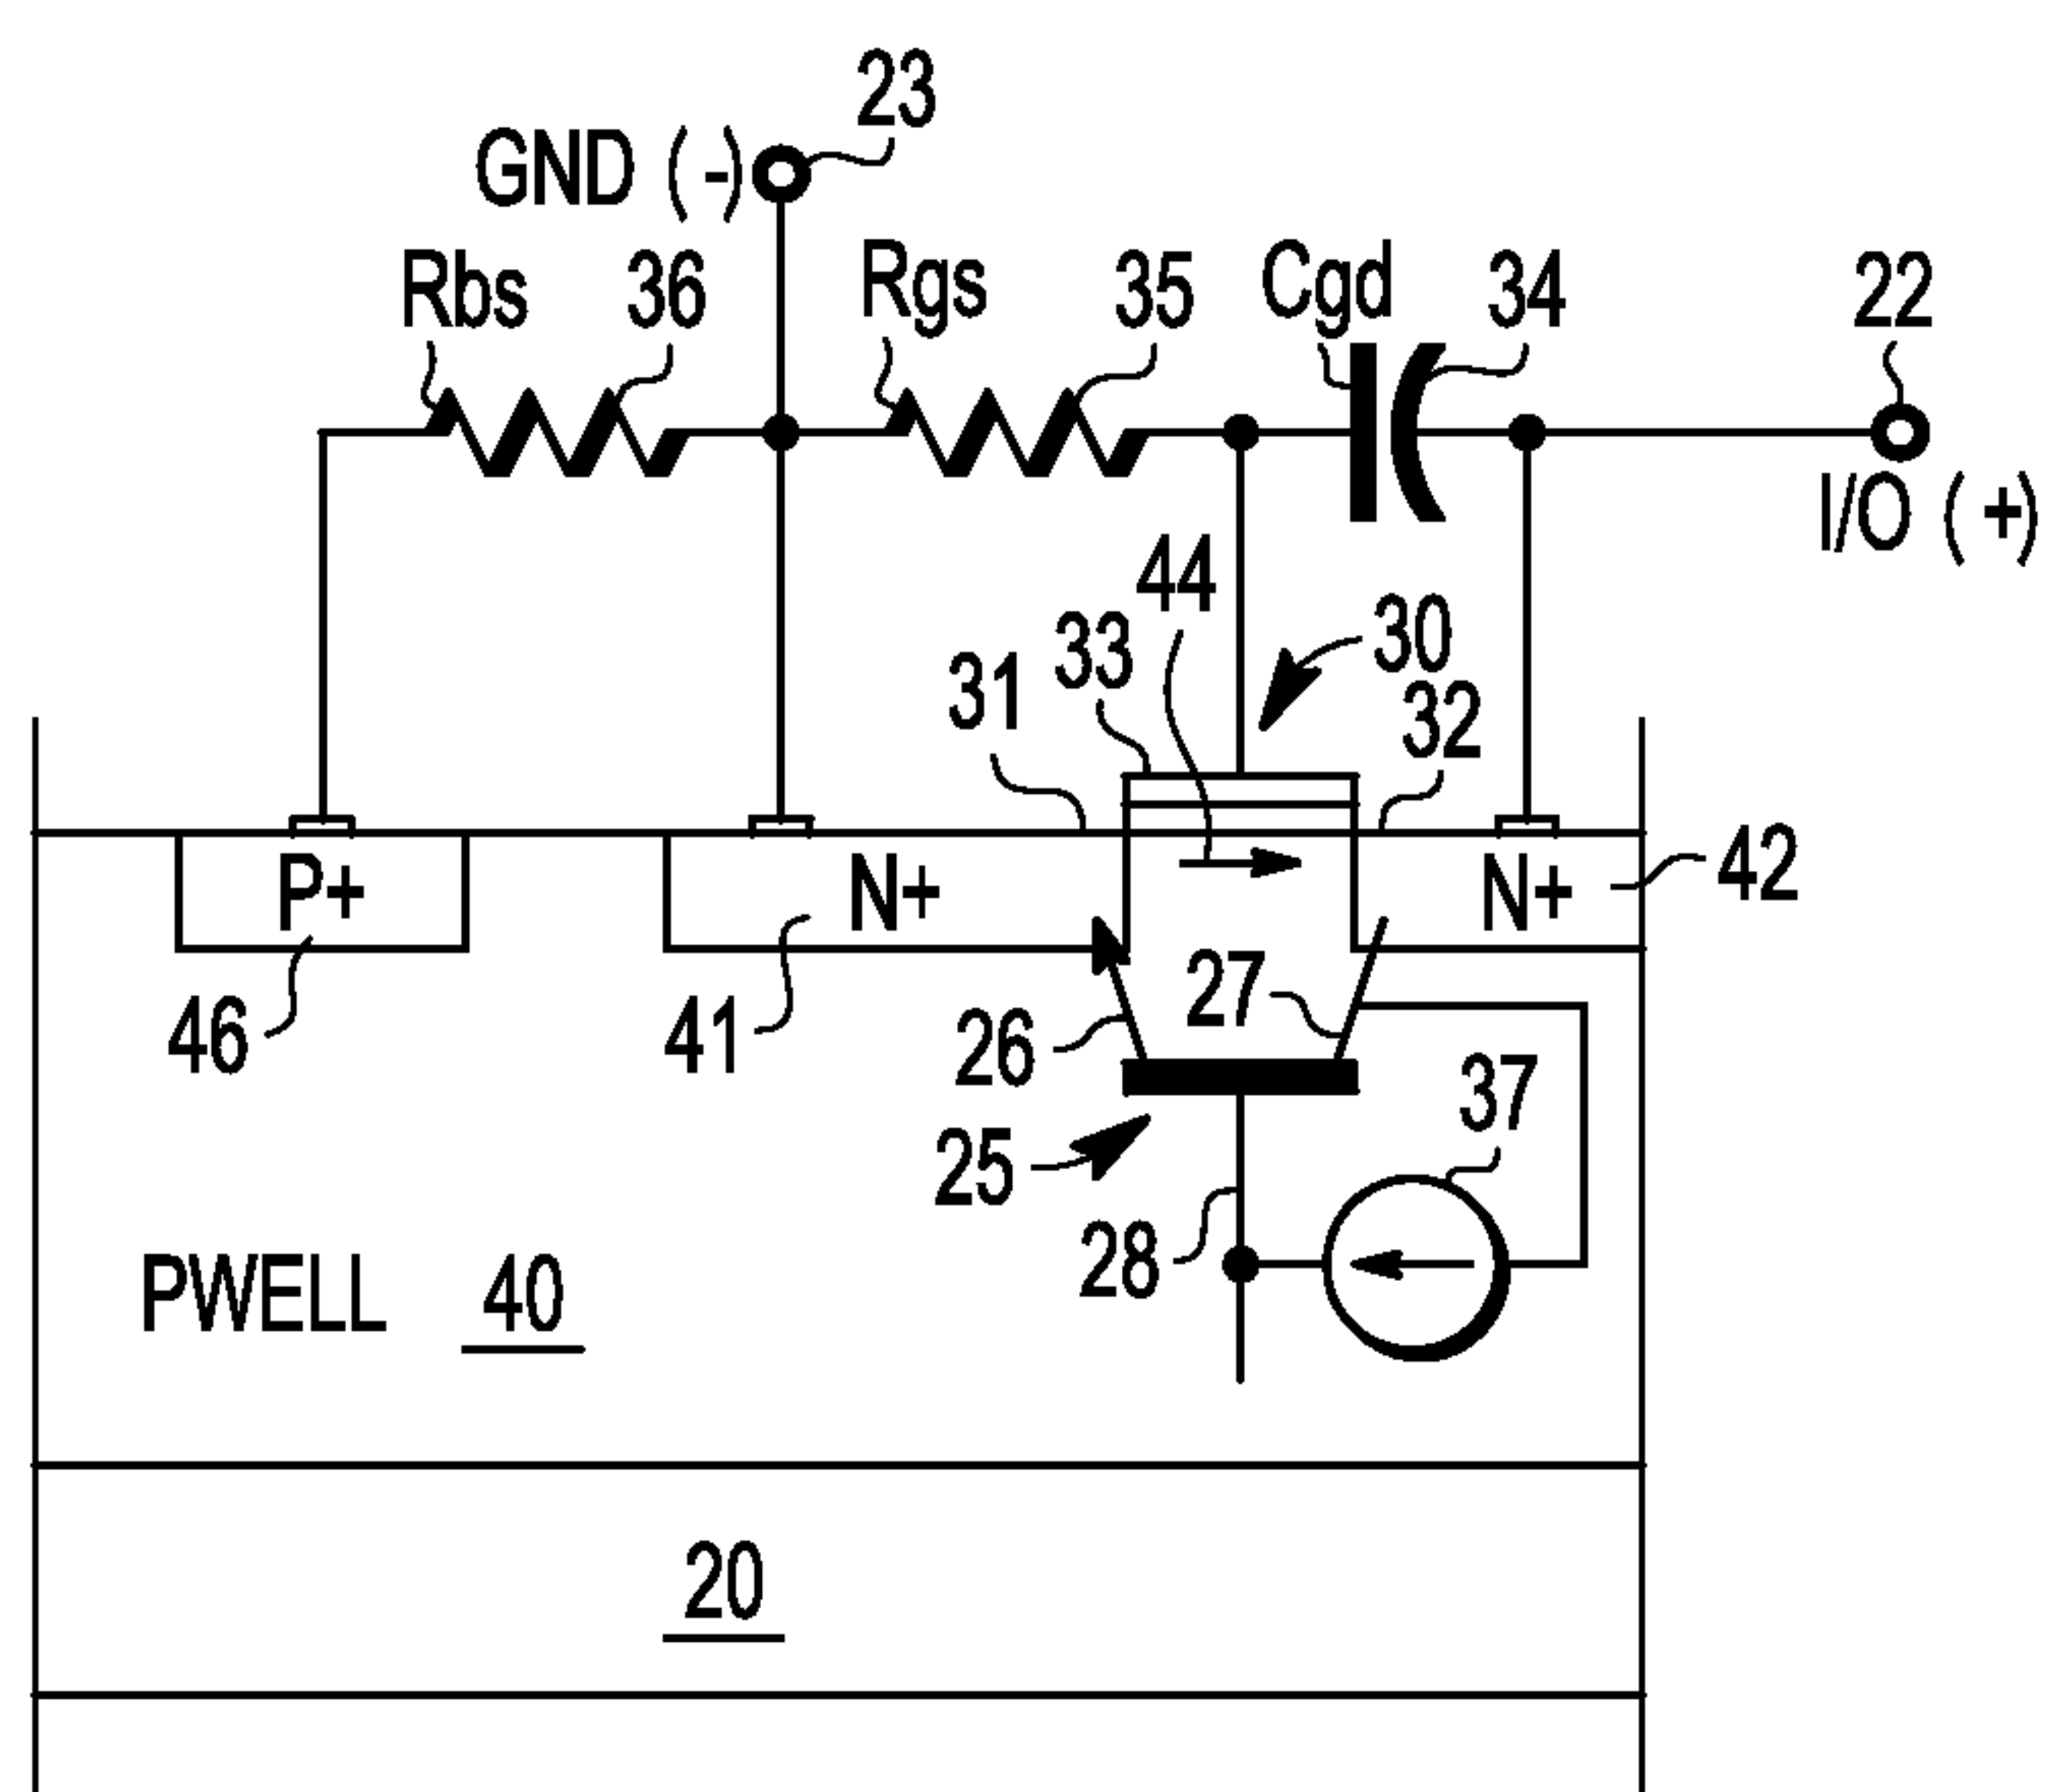 23
GND (-)
Rbs 36 Rgs 35 Cgd 34 22
I/O (+)
44
33 30
31 32
P+ N+ N+ 42
46 41 26 27
37
25
28
PWELL 40
20